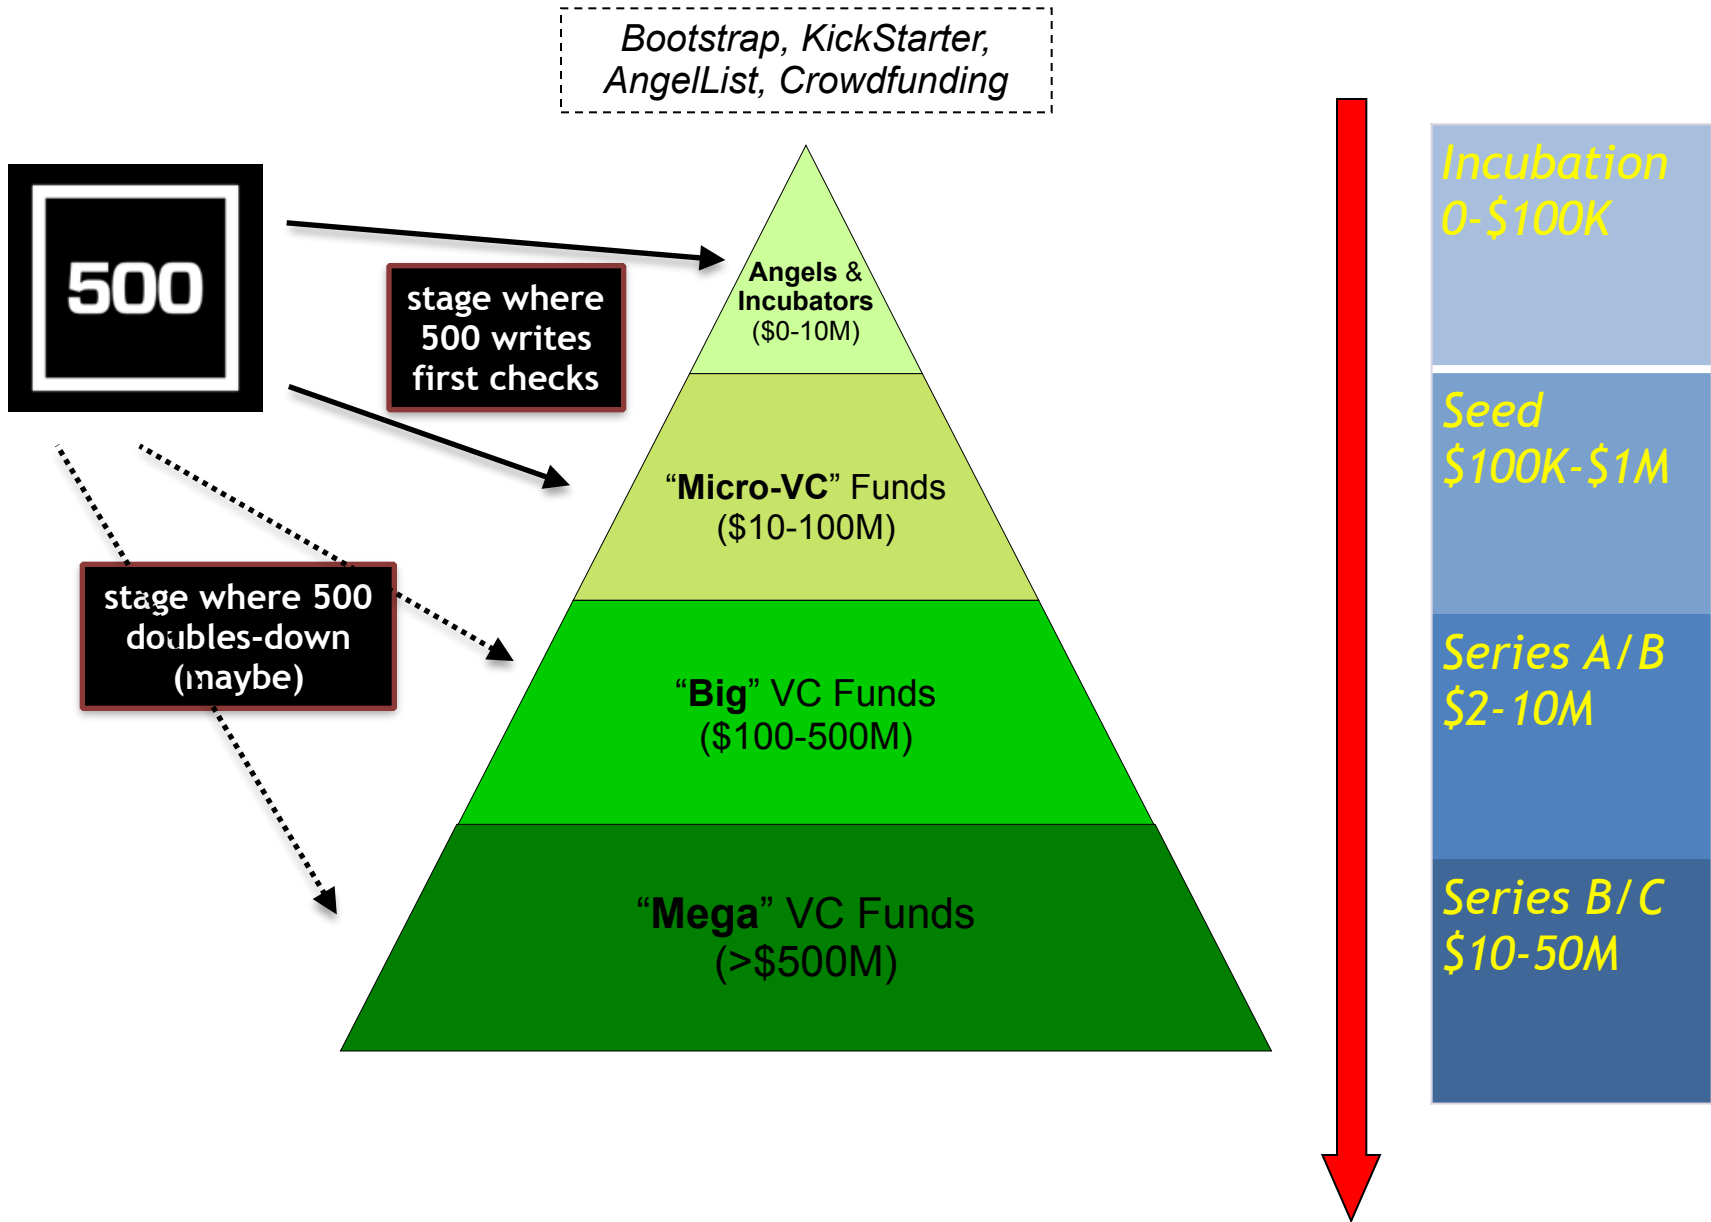 Bootstrap, KickStarter,
AngelList, Crowdfunding
500
stage where
500 writes
first checks
stage where 500
doubles-down
(maybe)
Angels &
Incubators
($0-10M)
“Micro-VC” Funds
($10-100M)
“Big” VC Funds
($100-500M)
“Mega” VC Funds
(>$500M)
Incubation
0-$100K
Seed
$100K-$1M
Series A/B
$2-10M
Series B/C
$10-50M